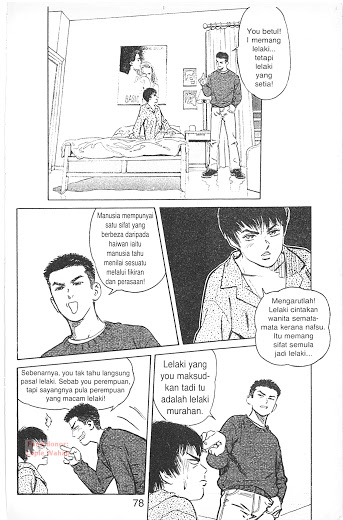 You betul!
I memang
lelaki...
tetapi
lelaki
yang
setia!
BASIC
Manusia mempunyai
satu sifat yang
berbeza daripada
haiwan iaitu
manusia tahu
menilai sesuatu
melalui fikiran
dan perasaan!
Mengarutlah!
Lelaki cintakan
wanita semata-
mata kerana nafsu.
Itu memang
sifat semula
jadi lelaki...
Sebenarnya, you tak tahu langsung
pasal lelaki. Sebab you perempuan,
tapi sayangnya pula perempuan
yang macam lelaki!
Lelaki yang
you maksud-
kan tadi tu
adalah lelaki
murahan.
78